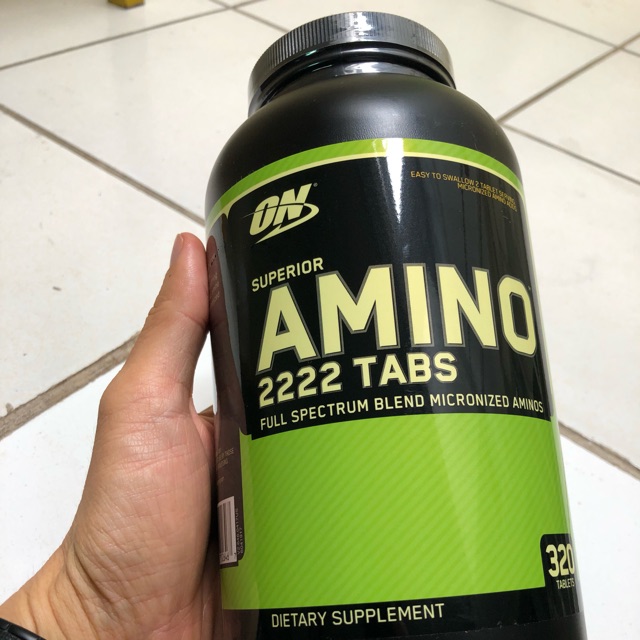 ON
EASY TO SWALLOW 2 TABLET SERVING
MICRONIZED AMINO ACIDS
SUPERIOR
AMINO
2222 TABS
FULL SPECTRUM BLEND MICRONIZED AMINOS
320
TABLETS
DIETARY SUPPLEMENT